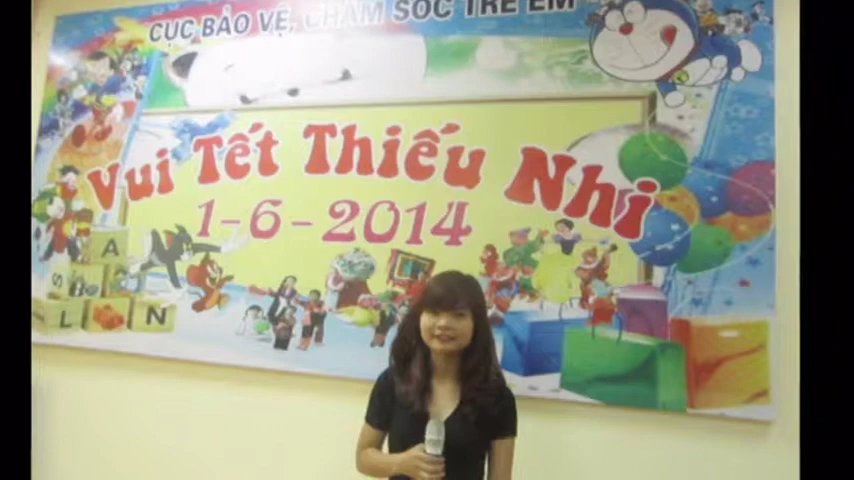 CỤC BẢO VỆ, CHĂM SÓC TRẺ EM
Vui Tết Thiếu Nhi
1-6-2014
A
S
L N